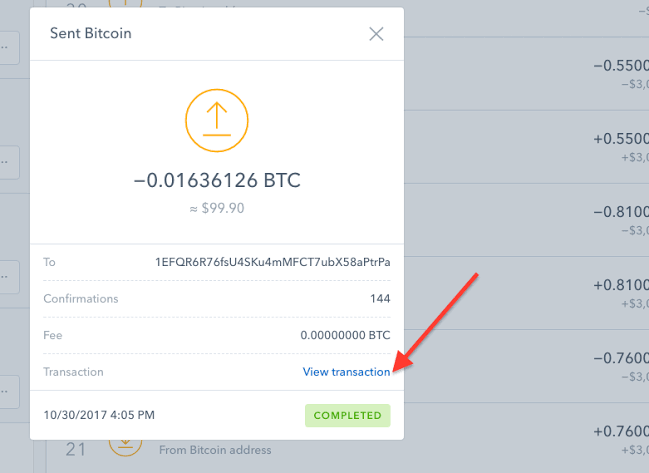 Sent Bitcoin
−0.01636126 BTC
≈ $99.90
To 1EFQR6R76fsU4SKu4mMFCT7ubX58aPtrPa
Confirmations 144
Fee 0.00000000 BTC
Transaction View transaction
10/30/2017 4:05 PM COMPLETED
−$3,0
−0.5500
−$3,0
+0.5500
+$3,0
−0.8100
−$3,0
+0.8100
+$3,0
−0.7600
−$3,0
+0.7600
+$3,0
21 From Bitcoin address